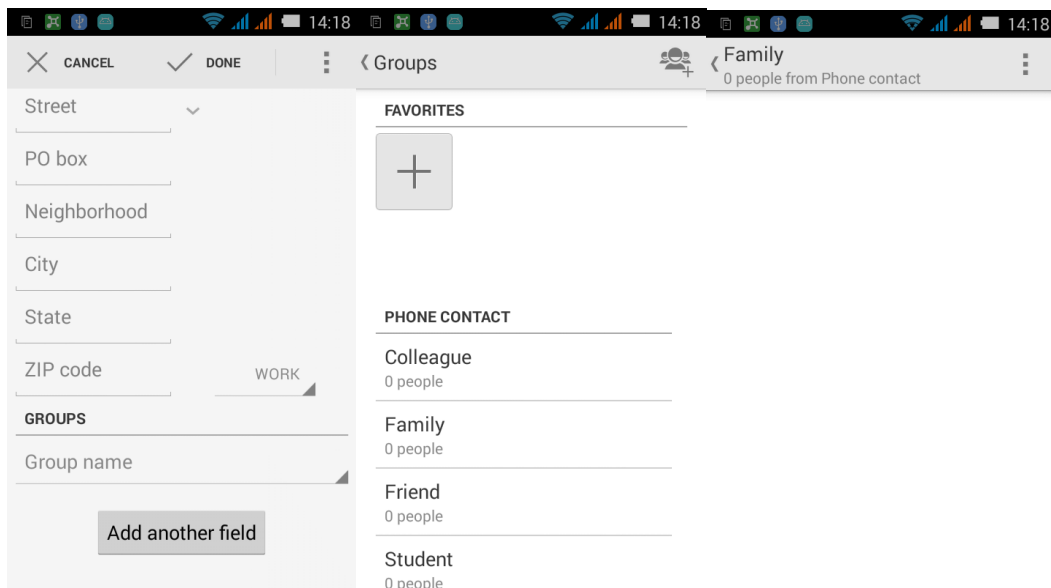 14:18
CANCEL DONE
Street
PO box
Neighborhood
City
State
ZIP code WORK
GROUPS
Group name
Add another field
14:18
Groups
FAVORITES
PHONE CONTACT
Colleague
0 people
Family
0 people
Friend
0 people
Student
0 people
14:18
Family
0 people from Phone contact